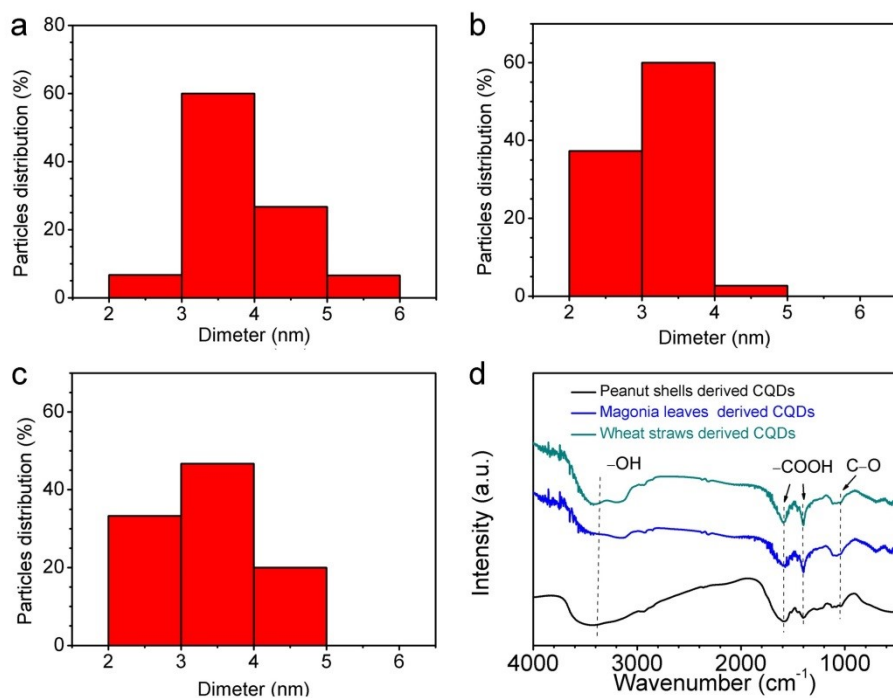 a
Particles distribution (%)
80
60
40
20
0
2 3 4 5 6
Dimeter (nm)
b
Particles distribution (%)
60
40
20
0
2 3 4 5 6
Dimeter (nm)
c
Particles distribution (%)
60
40
20
0
2 3 4 5 6
Dimeter (nm)
d
Intensity (a.u.)
Peanut shells derived CQDs
Magonia leaves derived CQDs
Wheat straws derived CQDs
–OH
–COOH
C–O
4000 3000 2000 1000
Wavenumber (cm⁻¹)